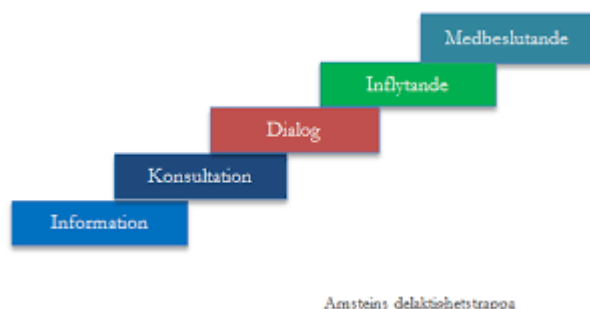 Medbeslutande
Inflytande
Dialog
Konsultation
Information
Arnsteins delaktighetstrappa